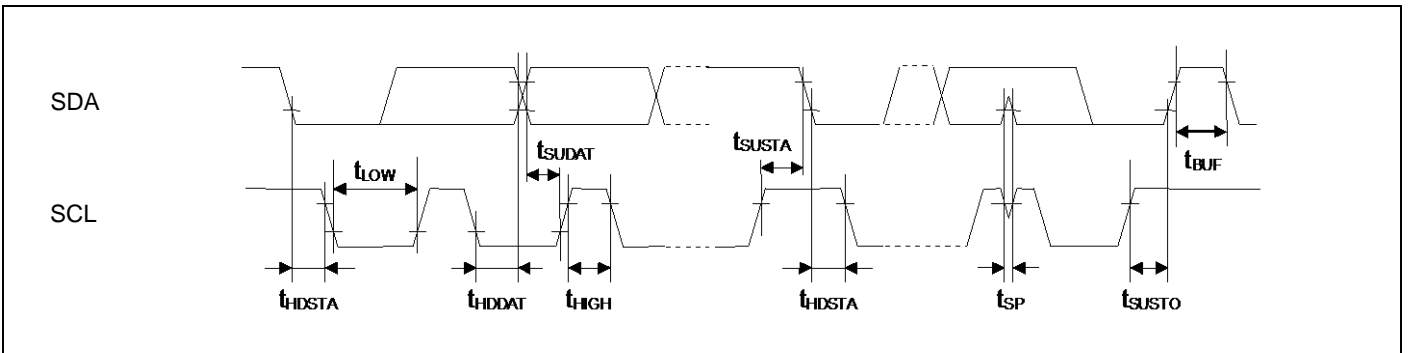 SDA
tSUDAT
tSUSTA
tBUF
tLOW
SCL
tHDSTA
tHDDAT
tHIGH
tHDSTA
tSP
tSUSTO